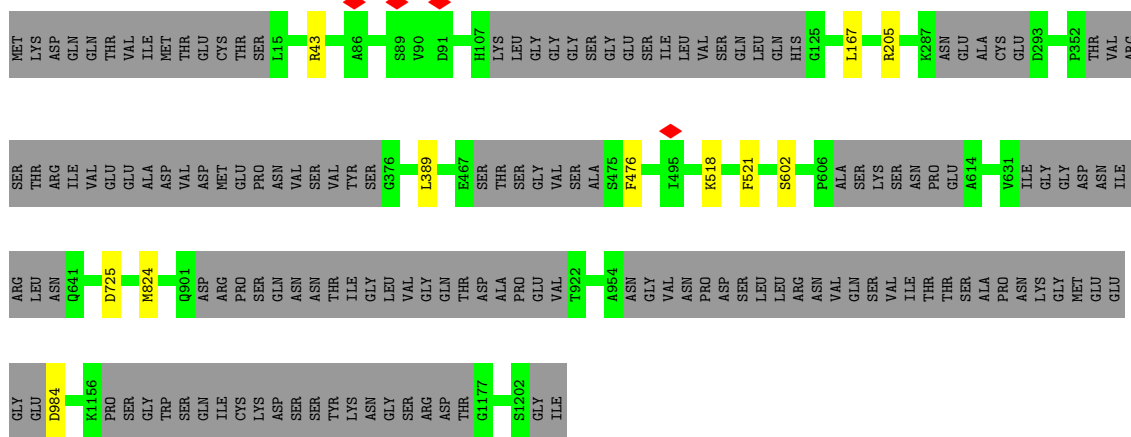 MET LYS ASP GLN GLN THR VAL ILE MET THR GLU CYS THR SER L15 R43 A86 S89 V90 D91 H107 LYS LEU GLY GLY GLY SER GLY GLU SER ILE LEU VAL SER GLN LEU GLN HIS G125 L167 R205 K287 ASN GLU ALA CYS GLU D293 P352 THR VAL ARG
SER THR ARG ILE VAL GLU GLU ALA ASP VAL ASP MET GLU PRO ASN VAL SER VAL TYR SER G376 L389 E467 SER THR SER GLY VAL SER ALA S475 F476 I495 K518 F521 S602 P606 ALA SER LYS SER ASN PRO GLU A614 V631 ILE GLY GLY ASP ASN ILE
ARG LEU ASN Q641 D725 M824 Q901 ASP ARG PRO SER GLN ASN ASN THR ILE GLY LEU VAL GLY GLN THR ASP ALA PRO GLU VAL T922 A954 ASN GLY VAL ASN PRO ASP SER LEU LEU ARG ASN VAL GLN SER VAL ILE THR THR SER ALA PRO ASN LYS GLY MET GLU GLU
GLY GLU D984 K1156 PRO SER GLY TRP SER GLN ILE CYS LYS ASP SER SER TYR LYS ASN GLY SER ARG ASP THR G1177 S1202 GLY ILE